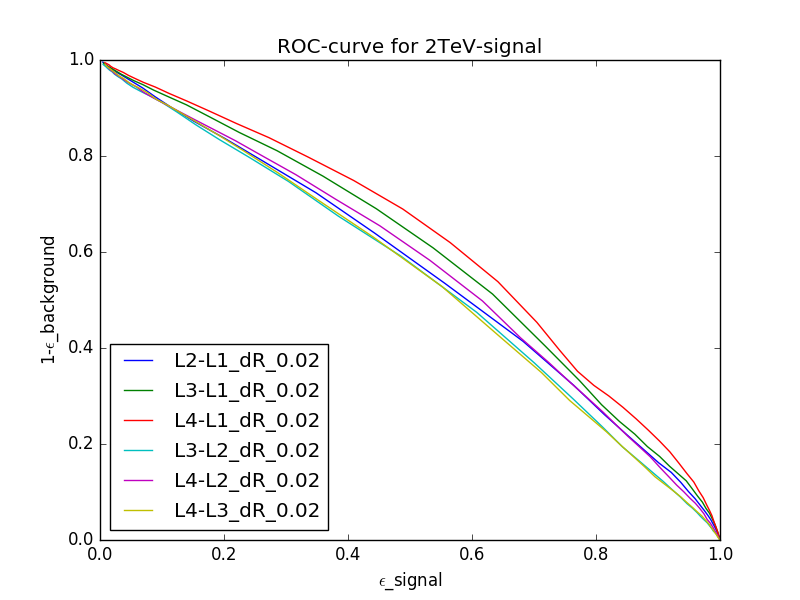 ROC-curve for 2TeV-signal
1.0
0.8
0.6
0.4
0.2
0.0
1-ϵ_background
L2-L1_dR_0.02
L3-L1_dR_0.02
L4-L1_dR_0.02
L3-L2_dR_0.02
L4-L2_dR_0.02
L4-L3_dR_0.02
0.0 0.2 0.4 0.6 0.8 1.0
ϵ_signal